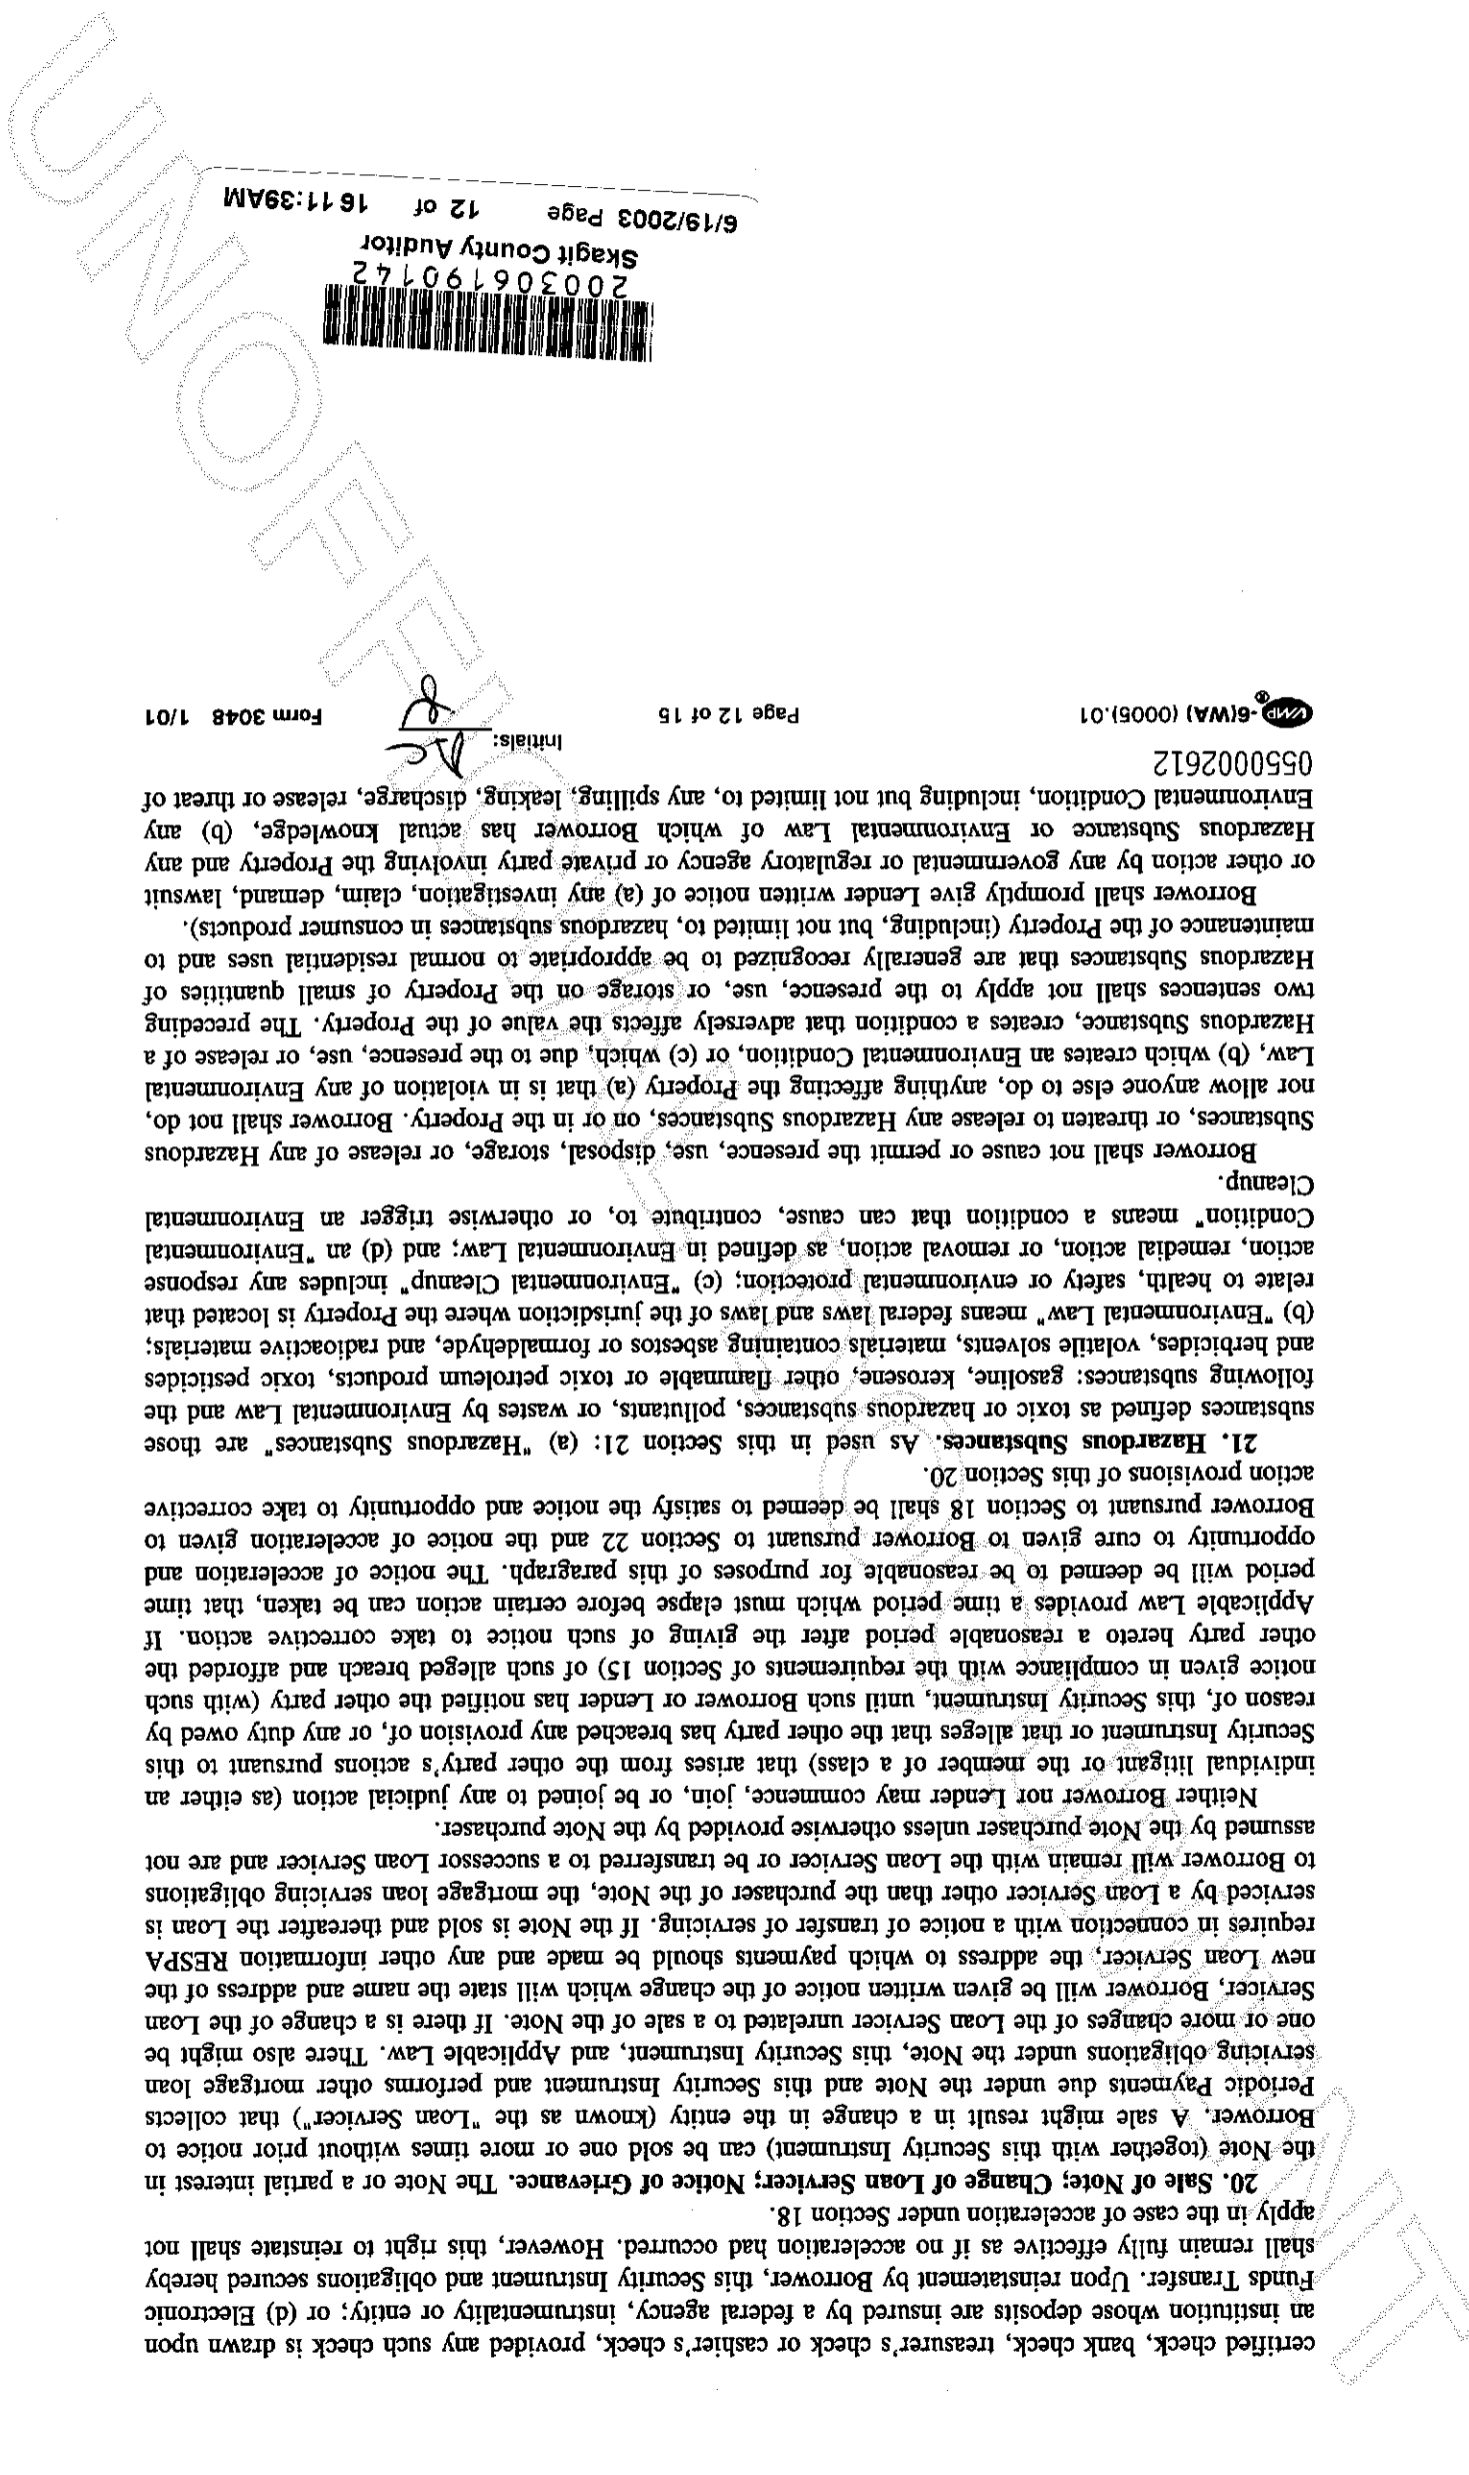 certified check, bank check, treasurer's check or cashier's check, provided any such check is drawn upon
an institution whose deposits are insured by a federal agency, instrumentality or entity; or (d) Electronic
Funds Transfer. Upon reinstatement by Borrower, this Security Instrument and obligations secured hereby
shall remain fully effective as if no acceleration had occurred. However, this right to reinstate shall not
apply in the case of acceleration under Section 18.
20. Sale of Note; Change of Loan Servicer; Notice of Grievance. The Note or a partial interest in
the Note (together with this Security Instrument) can be sold one or more times without prior notice to
Borrower. A sale might result in a change in the entity (known as the "Loan Servicer") that collects
Periodic Payments due under the Note and this Security Instrument and performs other mortgage loan
servicing obligations under the Note, this Security Instrument, and Applicable Law. There also might be
one or more changes of the Loan Servicer unrelated to a sale of the Note. If there is a change of the Loan
Servicer, Borrower will be given written notice of the change which will state the name and address of the
new Loan Servicer, the address to which payments should be made and any other information RESPA
requires in connection with a notice of transfer of servicing. If the Note is sold and thereafter the Loan is
serviced by a Loan Servicer other than the purchaser of the Note, the mortgage loan servicing obligations
to Borrower will remain with the Loan Servicer or be transferred to a successor Loan Servicer and are not
assumed by the Note purchaser unless otherwise provided by the Note purchaser.
Neither Borrower nor Lender may commence, join, or be joined to any judicial action (as either an
individual litigant or the member of a class) that arises from the other party's actions pursuant to this
Security Instrument or that alleges that the other party has breached any provision of, or any duty owed by
reason of, this Security Instrument, until such Borrower or Lender has notified the other party (with such
notice given in compliance with the requirements of Section 15) of such alleged breach and afforded the
other party hereto a reasonable period after the giving of such notice to take corrective action. If
Applicable Law provides a time period which must elapse before certain action can be taken, that time
period will be deemed to be reasonable for purposes of this paragraph. The notice of acceleration and
opportunity to cure given to Borrower pursuant to Section 22 and the notice of acceleration given to
Borrower pursuant to Section 18 shall be deemed to satisfy the notice and opportunity to take corrective
action provisions of this Section 20.
21. Hazardous Substances. As used in this Section 21: (a) "Hazardous Substances" are those
substances defined as toxic or hazardous substances, pollutants, or wastes by Environmental Law and the
following substances: gasoline, kerosene, other flammable or toxic petroleum products, toxic pesticides
and herbicides, volatile solvents, materials containing asbestos or formaldehyde, and radioactive materials;
(b) "Environmental Law" means federal laws and laws of the jurisdiction where the Property is located that
relate to health, safety or environmental protection; (c) "Environmental Cleanup" includes any response
action, remedial action, or removal action, as defined in Environmental Law; and (d) an "Environmental
Condition" means a condition that can cause, contribute to, or otherwise trigger an Environmental
Cleanup.
Borrower shall not cause or permit the presence, use, disposal, storage, or release of any Hazardous
Substances, or threaten to release any Hazardous Substances, on or in the Property. Borrower shall not do,
nor allow anyone else to do, anything affecting the Property (a) that is in violation of any Environmental
Law, (b) which creates an Environmental Condition, or (c) which, due to the presence, use, or release of a
Hazardous Substance, creates a condition that adversely affects the value of the Property. The preceding
two sentences shall not apply to the presence, use, or storage on the Property of small quantities of
Hazardous Substances that are generally recognized to be appropriate to normal residential uses and to
maintenance of the Property (including, but not limited to, hazardous substances in consumer products).
Borrower shall promptly give Lender written notice of (a) any investigation, claim, demand, lawsuit
or other action by any governmental or regulatory agency or private party involving the Property and any
Hazardous Substance or Environmental Law of which Borrower has actual knowledge, (b) any
Environmental Condition, including but not limited to, any spilling, leaking, discharge, release or threat of
0550002612
Initials:
VMP ® -6(WA) (0005).01 Page 12 of 15 Form 3048 1/01
200306190142
Skagit County Auditor
6/19/2003 Page 12 of 16 11:39AM
UNOFFICIAL DOCUMENT